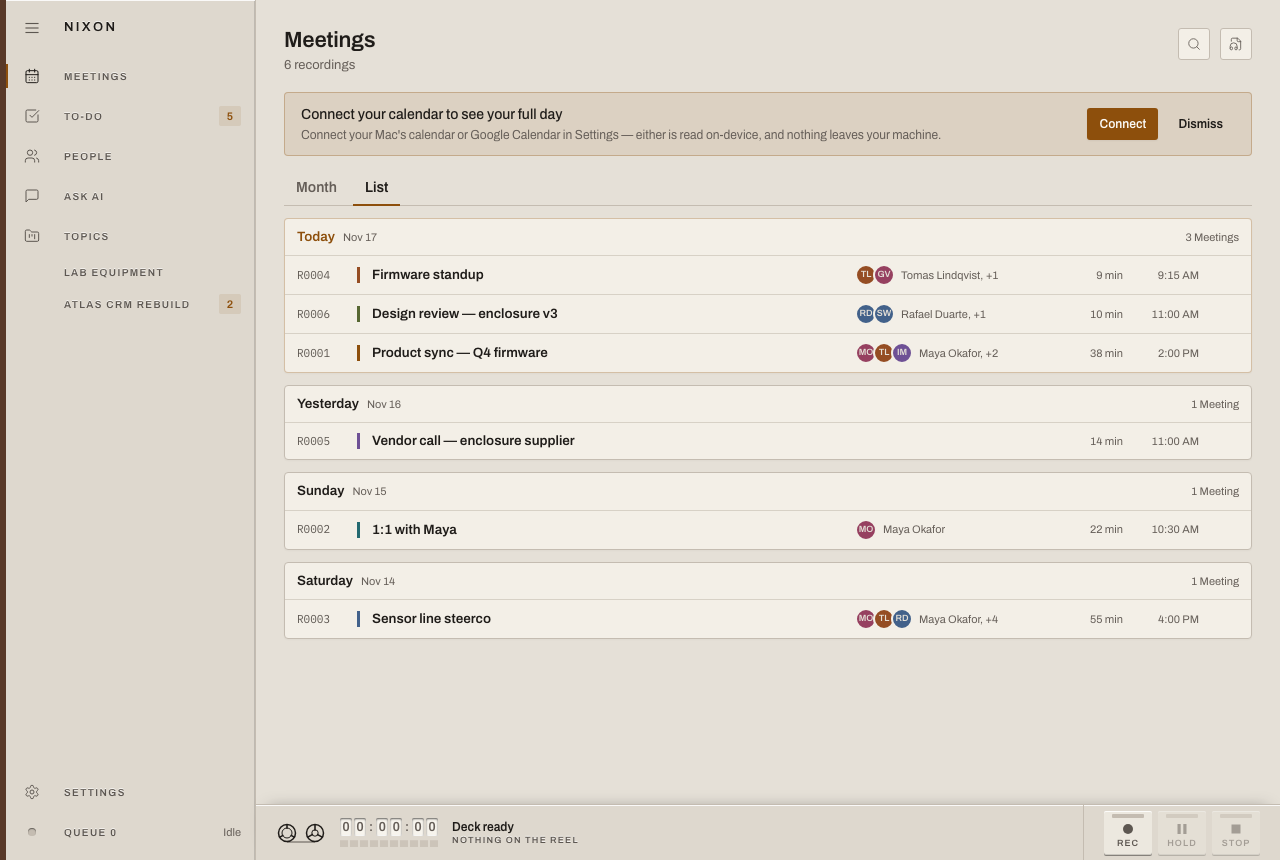 NIXON
MEETINGS
TO-DO 5
PEOPLE
ASK AI
TOPICS
LAB EQUIPMENT
ATLAS CRM REBUILD 2
SETTINGS
QUEUE 0 Idle
Meetings
6 recordings
Connect your calendar to see your full day
Connect your Mac's calendar or Google Calendar in Settings — either is read on-device, and nothing leaves your machine.
Connect Dismiss
Month List
Today Nov 17 3 Meetings
R0004 Firmware standup TL GV Tomas Lindqvist, +1 9 min 9:15 AM
R0006 Design review — enclosure v3 RD SW Rafael Duarte, +1 10 min 11:00 AM
R0001 Product sync — Q4 firmware MO TL IM Maya Okafor, +2 38 min 2:00 PM
Yesterday Nov 16 1 Meeting
R0005 Vendor call — enclosure supplier 14 min 11:00 AM
Sunday Nov 15 1 Meeting
R0002 1:1 with Maya MO Maya Okafor 22 min 10:30 AM
Saturday Nov 14 1 Meeting
R0003 Sensor line steerco MO TL RD Maya Okafor, +4 55 min 4:00 PM
00:00:00 Deck ready
NOTHING ON THE REEL
REC HOLD STOP